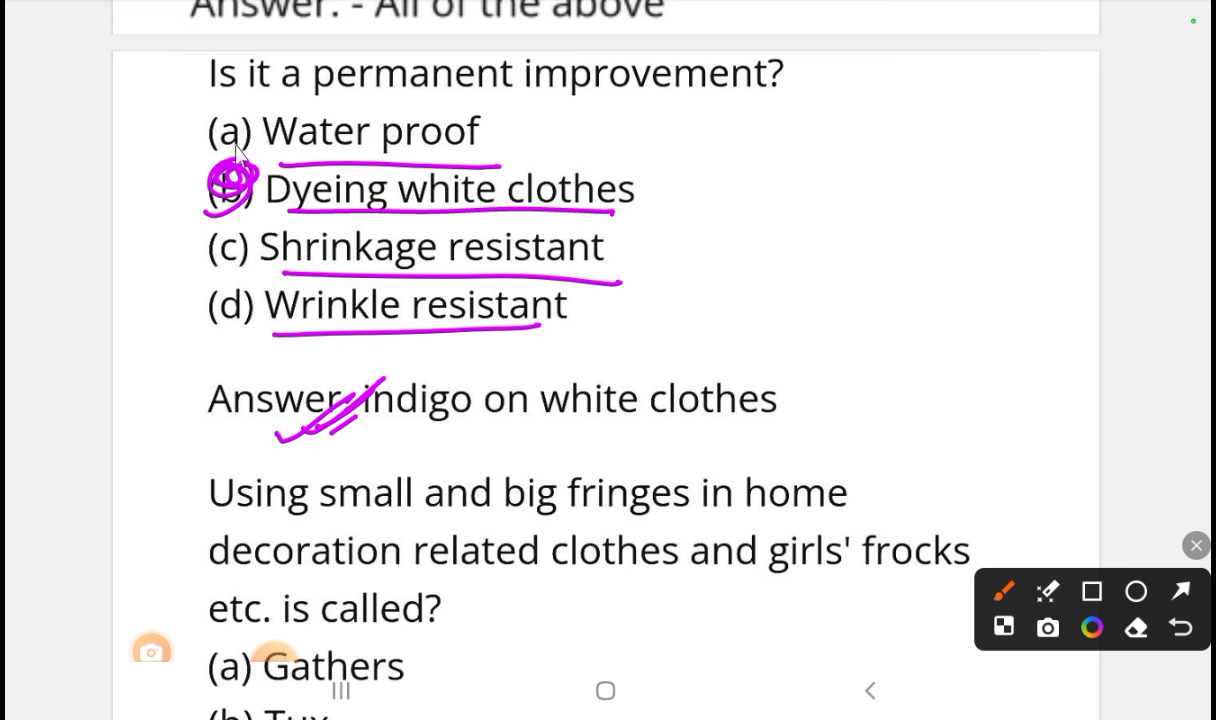 Answer. - All of the above
Is it a permanent improvement?
(a) Water proof
(b) Dyeing white clothes
(c) Shrinkage resistant
(d) Wrinkle resistant
Answer. indigo on white clothes
Using small and big fringes in home
decoration related clothes and girls' frocks
etc. is called?
(a) Gathers
(b) Tux